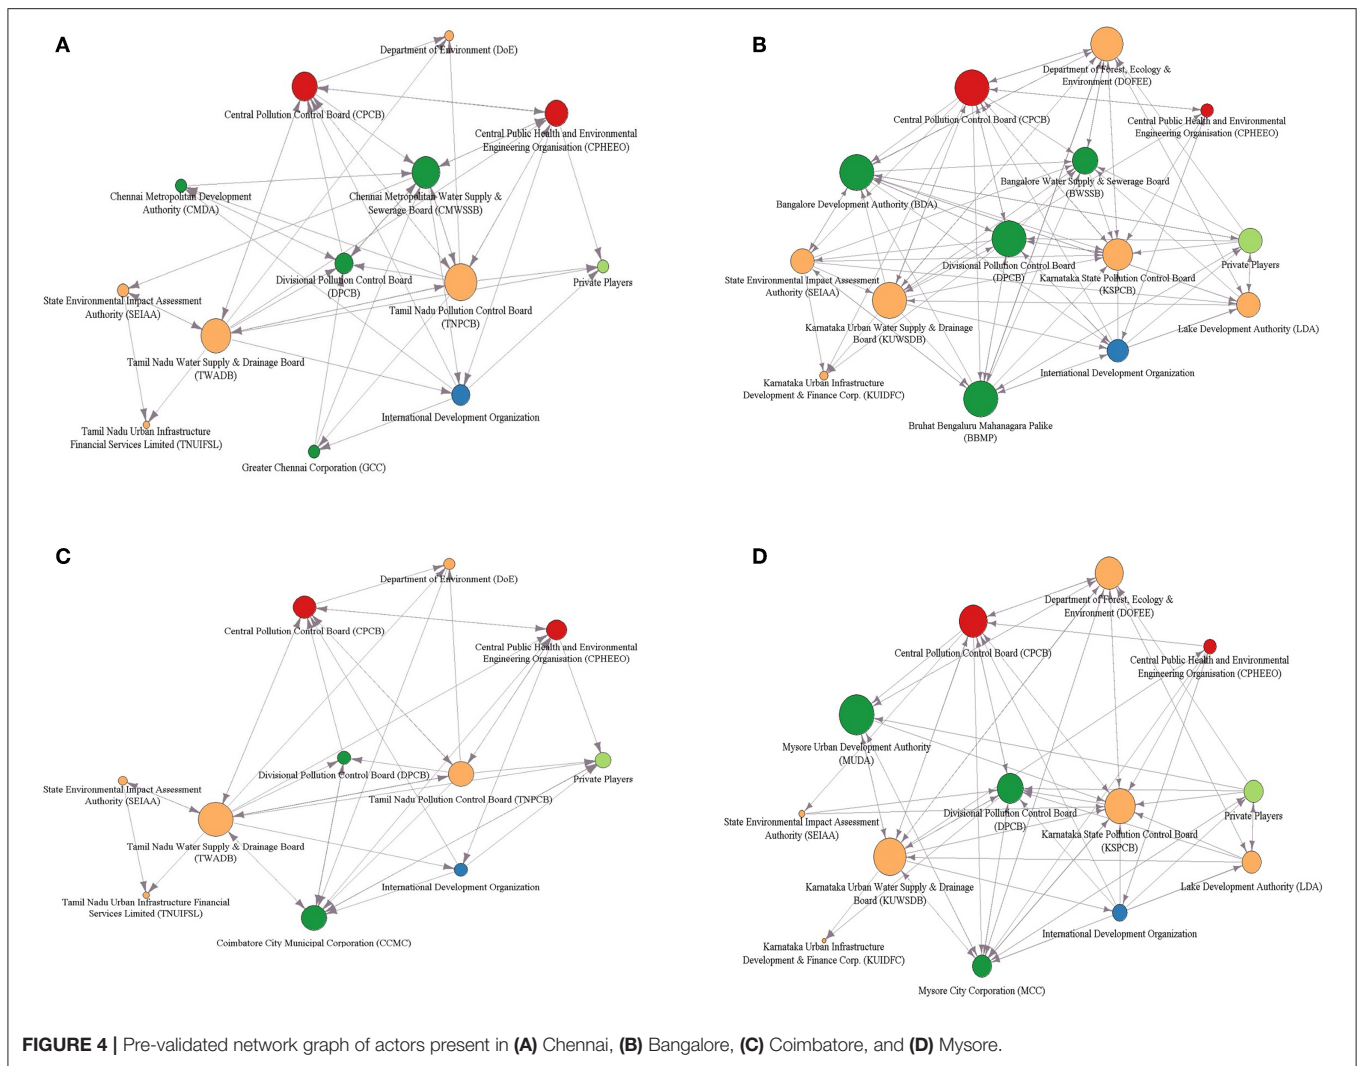 A
Department of Environment (DoE)
Central Pollution Control Board (CPCB)
Central Public Health and Environmental
Engineering Organisation (CPHEEO)
Chennai Metropolitan Development
Authority (CMDA)
Chennai Metropolitan Water Supply &
Sewerage Board (CMWSSB)
Divisional Pollution Control Board
(DPCB)
Private Players
State Environmental Impact Assessment
Authority (SEIAA)
Tamil Nadu Pollution Control Board
(TNPCB)
Tamil Nadu Water Supply & Drainage Board
(TWADB)
International Development Organization
Tamil Nadu Urban Infrastructure
Financial Services Limited (TNUIFSL)
Greater Chennai Corporation (GCC)
B
Department of Forest, Ecology &
Environment (DOFEE)
Central Pollution Control Board (CPCB)
Central Public Health and Environmental
Engineering Organisation (CPHEEO)
Bangalore Water Supply & Sewerage Board
(BWSSB)
Bangalore Development Authority (BDA)
Divisional Pollution Control Board
(DPCB)
Karnataka State Pollution Control Board
(KSPCB)
Private Players
State Environmental Impact Assessment
Authority (SEIAA)
Karnataka Urban Water Supply & Drainage
Board (KUWSDB)
Lake Development Authority (LDA)
International Development Organization
Karnataka Urban Infrastructure
Development & Finance Corp. (KUIDFC)
Bruhat Bengaluru Mahanagara Palike
(BBMP)
C
Department of Environment (DoE)
Central Pollution Control Board (CPCB)
Central Public Health and Environmental
Engineering Organisation (CPHEEO)
Divisional Pollution Control Board (DPCB)
Private Players
State Environmental Impact Assessment
Authority (SEIAA)
Tamil Nadu Pollution Control Board (TNPCB)
Tamil Nadu Water Supply & Drainage Board
(TWADB)
International Development Organization
Tamil Nadu Urban Infrastructure Financial
Services Limited (TNUIFSL)
Coimbatore City Municipal Corporation (CCMC)
D
Department of Forest, Ecology &
Environment (DOFEE)
Central Pollution Control Board (CPCB)
Central Public Health and Environmental
Engineering Organisation (CPHEEO)
Mysore Urban Development Authority
(MUDA)
State Environmental Impact Assessment
Authority (SEIAA)
Divisional Pollution Control Board
(DPCB)
Karnataka State Pollution Control Board
(KSPCB)
Private Players
Karnataka Urban Water Supply & Drainage
Board (KUWSDB)
Lake Development Authority (LDA)
International Development Organization
Karnataka Urban Infrastructure
Development & Finance Corp. (KUIDFC)
Mysore City Corporation (MCC)
FIGURE 4 | Pre-validated network graph of actors present in (A) Chennai, (B) Bangalore, (C) Coimbatore, and (D) Mysore.